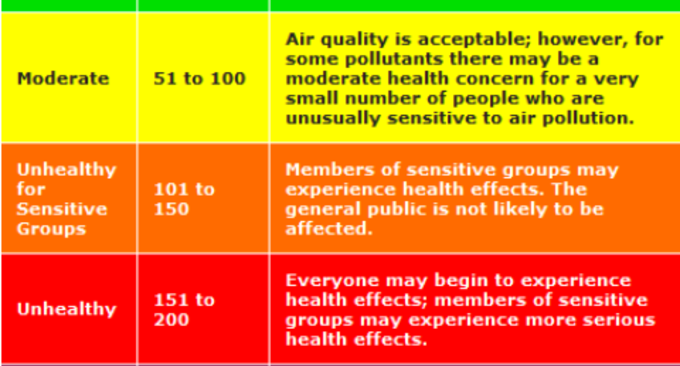 Moderate
51 to 100
Air quality is acceptable; however, for
some pollutants there may be a
moderate health concern for a very
small number of people who are
unusually sensitive to air pollution.
Unhealthy
for
Sensitive
Groups
101 to
150
Members of sensitive groups may
experience health effects. The
general public is not likely to be
affected.
Unhealthy
151 to
200
Everyone may begin to experience
health effects; members of sensitive
groups may experience more serious
health effects.